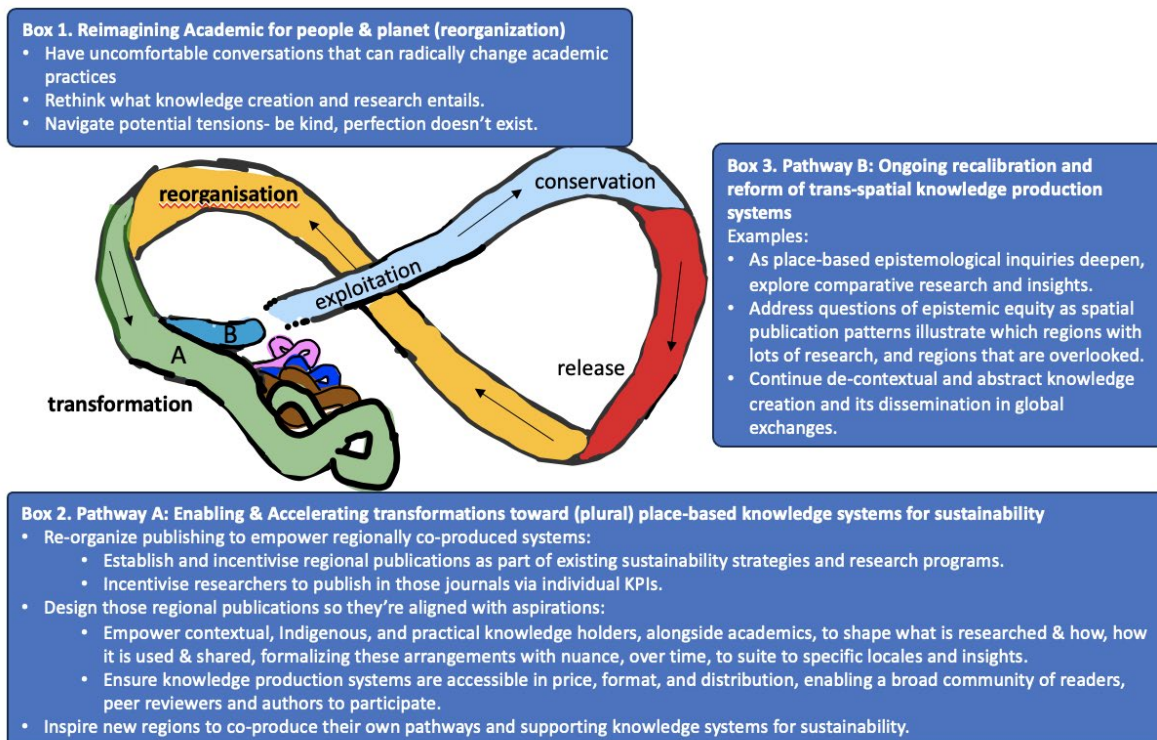 Box 1. Reimagining Academic for people & planet (reorganization)
• Have uncomfortable conversations that can radically change academic
practices
• Rethink what knowledge creation and research entails.
• Navigate potential tensions- be kind, perfection doesn't exist.
reorganisation
conservation
exploitation
release
A
B
transformation
Box 3. Pathway B: Ongoing recalibration and
reform of trans-spatial knowledge production
systems
Examples:
• As place-based epistemological inquiries deepen,
explore comparative research and insights.
• Address questions of epistemic equity as spatial
publication patterns illustrate which regions with
lots of research, and regions that are overlooked.
• Continue de-contextual and abstract knowledge
creation and its dissemination in global
exchanges.
Box 2. Pathway A: Enabling & Accelerating transformations toward (plural) place-based knowledge systems for sustainability
• Re-organize publishing to empower regionally co-produced systems:
• Establish and incentivise regional publications as part of existing sustainability strategies and research programs.
• Incentivise researchers to publish in those journals via individual KPIs.
• Design those regional publications so they're aligned with aspirations:
• Empower contextual, Indigenous, and practical knowledge holders, alongside academics, to shape what is researched & how, how
it is used & shared, formalizing these arrangements with nuance, over time, to suite to specific locales and insights.
• Ensure knowledge production systems are accessible in price, format, and distribution, enabling a broad community of readers,
peer reviewers and authors to participate.
• Inspire new regions to co-produce their own pathways and supporting knowledge systems for sustainability.